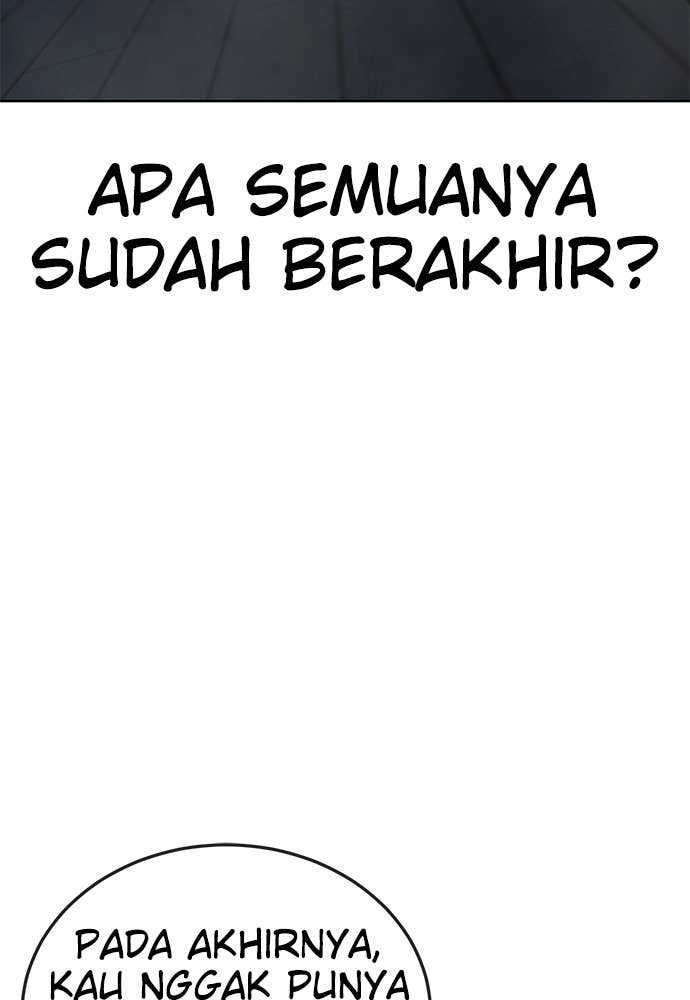 APA SEMUANYA
SUDAH BERAKHIR?
PADA AKHIRNYA,
KAU NGGAK PUNYA